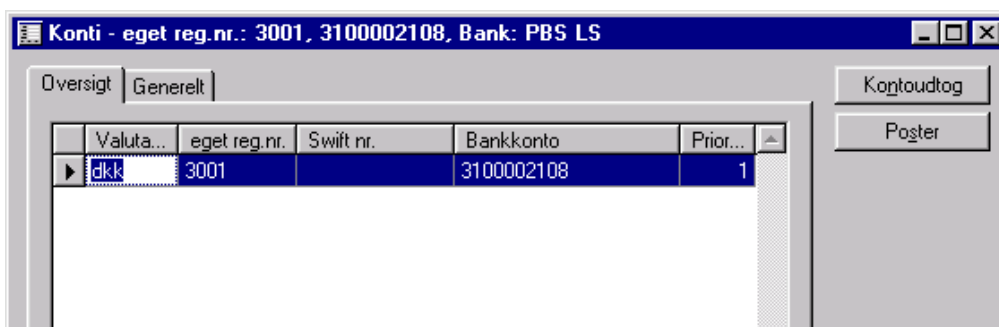 Konti - eget reg.nr.: 3001, 3100002108, Bank: PBS LS
Oversigt Generelt
Kontoudtog
Poster
Valuta... eget reg.nr. Swift nr. Bankkonto Prior...
dkk 3001 3100002108 1